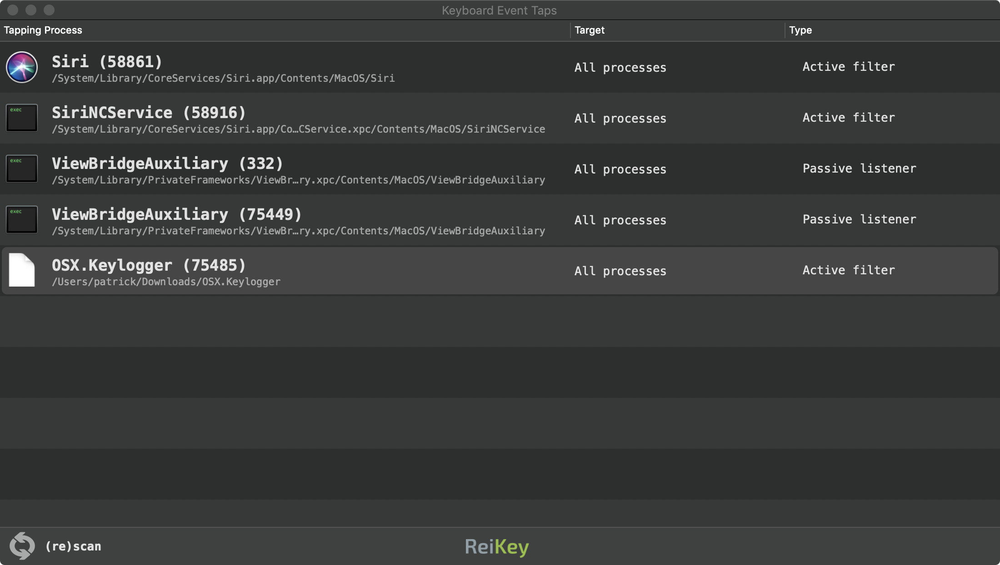 Keyboard Event Taps
Tapping Process Target Type
Siri (58861)
/System/Library/CoreServices/Siri.app/Contents/MacOS/Siri
All processes Active filter
exec
SiriNCService (58916)
/System/Library/CoreServices/Siri.app/Co…CService.xpc/Contents/MacOS/SiriNCService
All processes Active filter
exec
ViewBridgeAuxiliary (332)
/System/Library/PrivateFrameworks/ViewBr…ry.xpc/Contents/MacOS/ViewBridgeAuxiliary
All processes Passive listener
exec
ViewBridgeAuxiliary (75449)
/System/Library/PrivateFrameworks/ViewBr…ry.xpc/Contents/MacOS/ViewBridgeAuxiliary
All processes Passive listener
OSX.Keylogger (75485)
/Users/patrick/Downloads/OSX.Keylogger
All processes Active filter
(re)scan
ReiKey